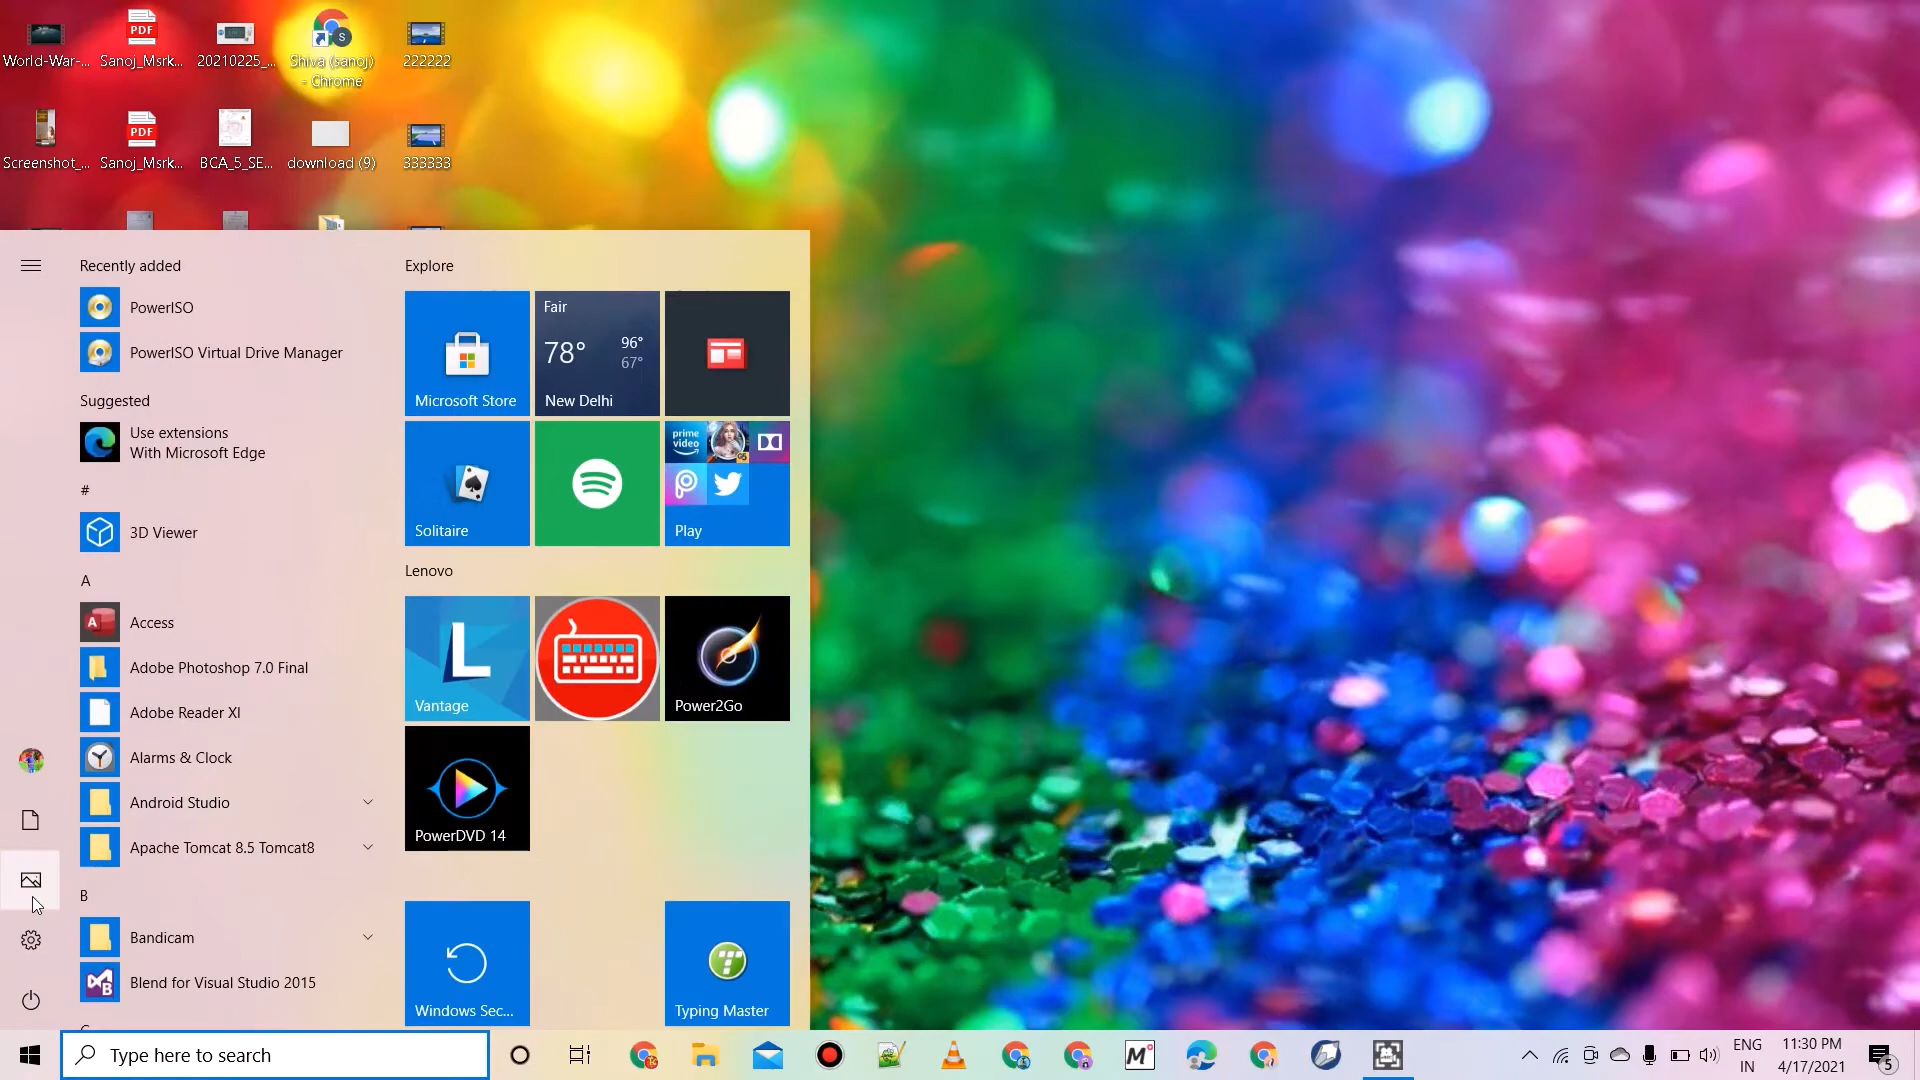 World-War-...
Sanoj_Msrk...
20210225_...
Shiva (sanoj)
- Chrome
222222
Screenshot_...
Sanoj_Msrk...
BCA_5_SE...
download (9)
333333
PDF
PDF
S
Recently added
PowerISO
PowerISO Virtual Drive Manager
Suggested
Use extensions
With Microsoft Edge
#
3D Viewer
A
Access
Adobe Photoshop 7.0 Final
Adobe Reader XI
Alarms & Clock
Android Studio
Apache Tomcat 8.5 Tomcat8
B
Bandicam
Blend for Visual Studio 2015
Explore
Microsoft Store
Fair
78°
96°
67°
New Delhi
Solitaire
prime
video
Play
Lenovo
L
Vantage
Power2Go
PowerDVD 14
Windows Sec...
Typing Master
Type here to search
M
ENG
IN
11:30 PM
4/17/2021
5